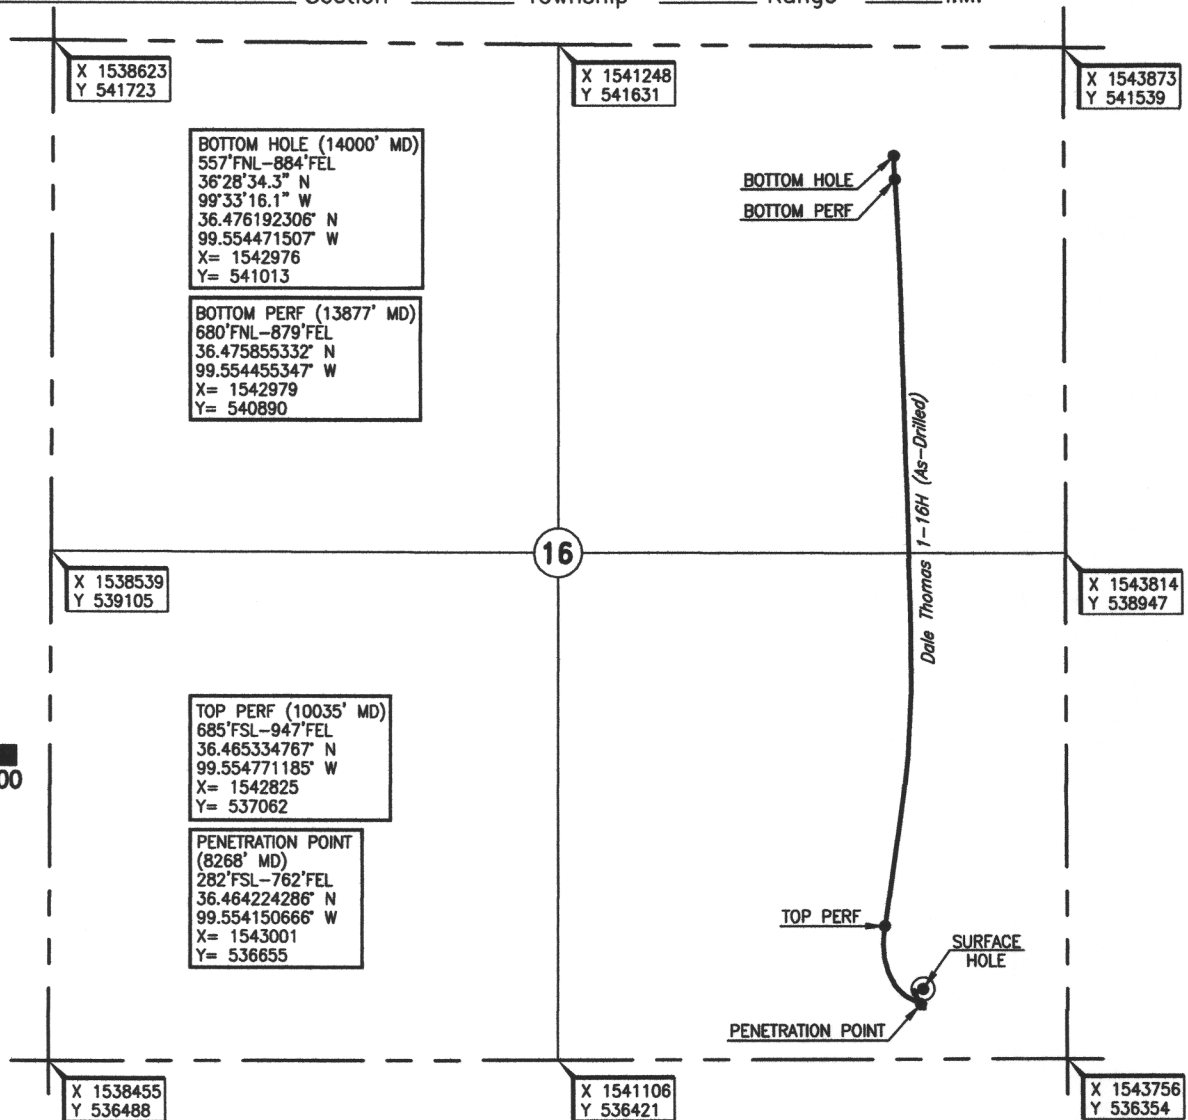 Section Township Range
X 1538623
Y 541723
X 1541248
Y 541631
X 1543873
Y 541539
BOTTOM HOLE (14000' MD)
557'FNL-884'FEL
36°28'34.3" N
99°33'16.1" W
36.476192306° N
99.554471507° W
X= 1542976
Y= 541013
BOTTOM HOLE
BOTTOM PERF
BOTTOM PERF (13877' MD)
680'FNL-879'FEL
36.475855332° N
99.554455347° W
X= 1542979
Y= 540890
Dale Thomas 1-16H (As-Drilled)
16
X 1538539
Y 539105
X 1543814
Y 538947
TOP PERF (10035' MD)
685'FSL-947'FEL
36.465334767° N
99.554771185° W
X= 1542825
Y= 537062
00
PENETRATION POINT
(8268' MD)
282'FSL-762'FEL
36.464224286° N
99.554150666° W
X= 1543001
Y= 536655
TOP PERF
SURFACE
HOLE
PENETRATION POINT
X 1538455
Y 536488
X 1541106
Y 536421
X 1543756
Y 536354